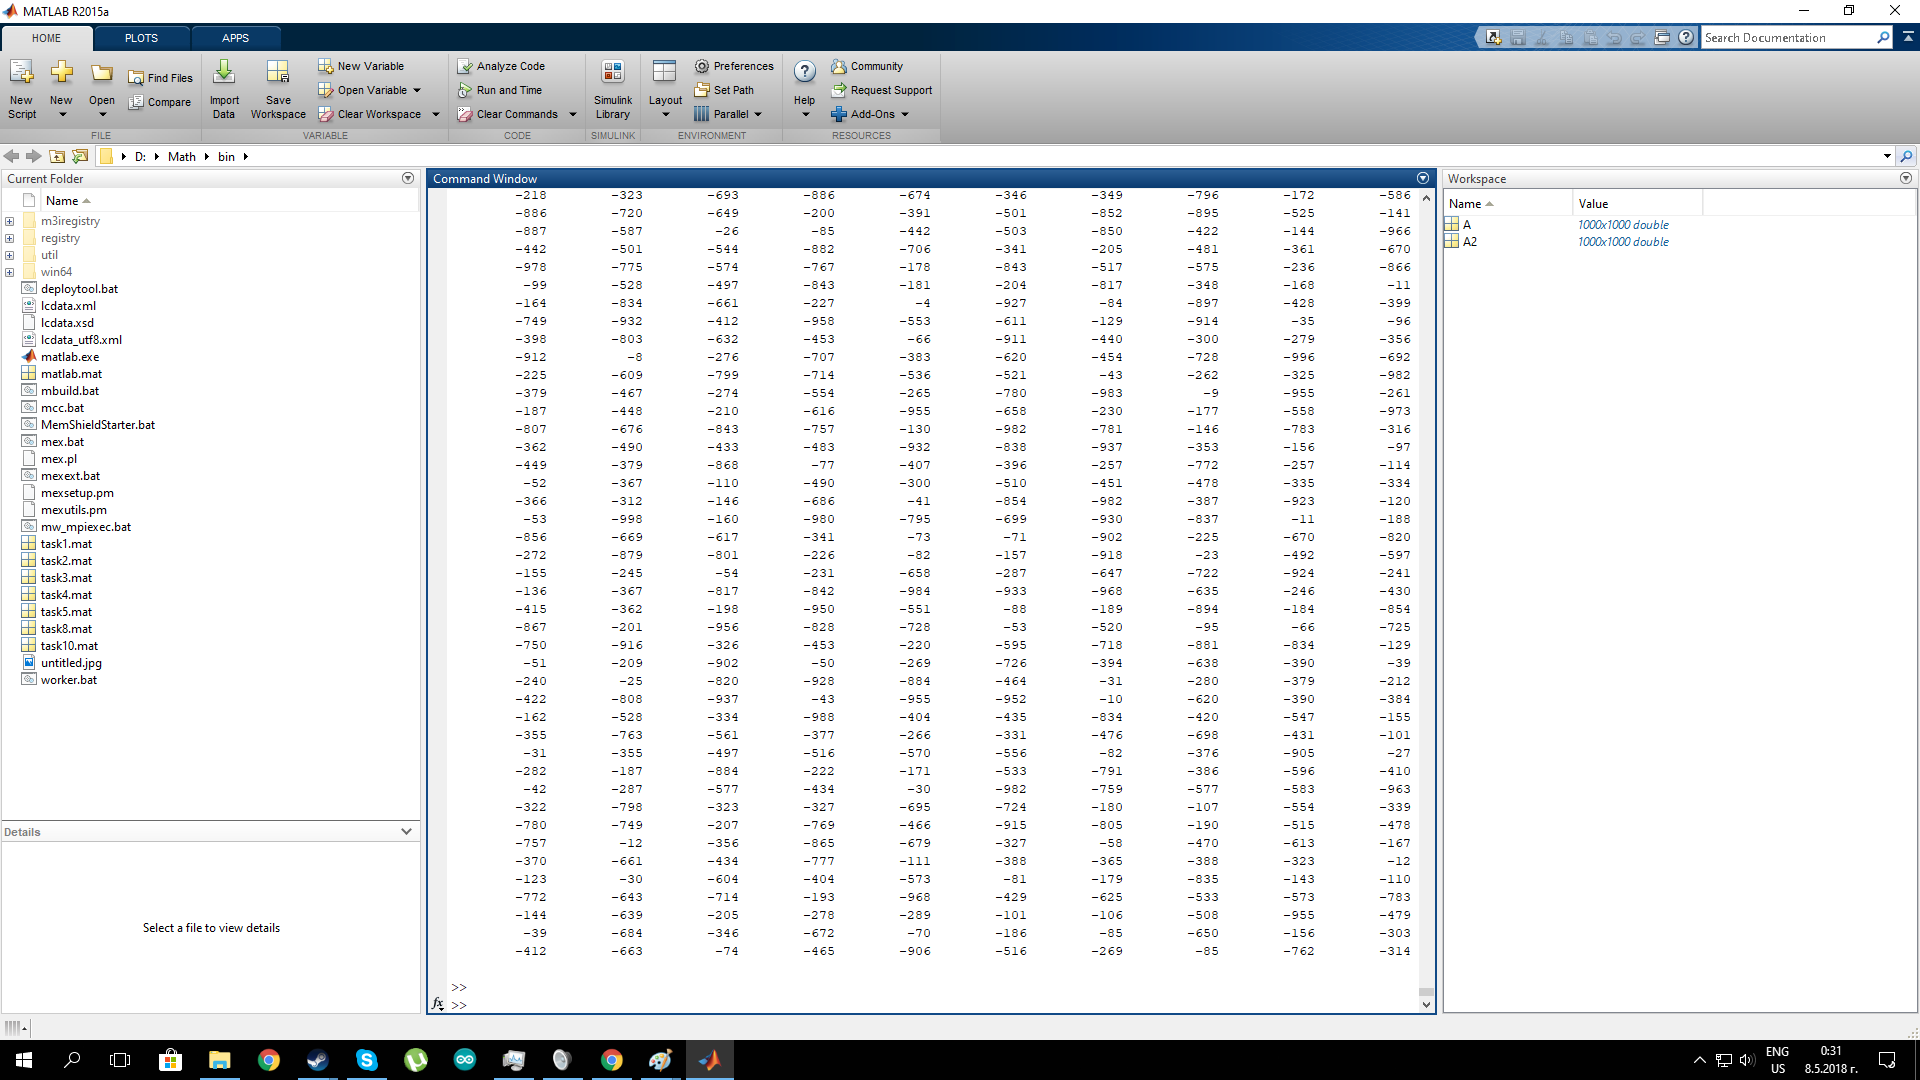 MATLAB R2015a
HOME PLOTS APPS
Search Documentation
New Script
New
Open
Find Files
Compare
Import Data
Save Workspace
New Variable
Open Variable
Clear Workspace
Analyze Code
Run and Time
Clear Commands
Simulink Library
Layout
Preferences
Set Path
Parallel
Help
Community
Request Support
Add-Ons
FILE VARIABLE CODE SIMULINK ENVIRONMENT RESOURCES
D: Math bin
Current Folder
Name
m3iregistry
registry
util
win64
deploytool.bat
lcdata.xml
lcdata.xsd
lcdata_utf8.xml
matlab.exe
matlab.mat
mbuild.bat
mcc.bat
MemShieldStarter.bat
mex.bat
mex.pl
mexext.bat
mexsetup.pm
mexutils.pm
mw_mpiexec.bat
task1.mat
task2.mat
task3.mat
task4.mat
task5.mat
task8.mat
task10.mat
untitled.jpg
worker.bat
Details
Select a file to view details
Command Window
-218 -323 -693 -886 -674 -346 -349 -796 -172 -586
-886 -720 -649 -200 -391 -501 -852 -895 -525 -141
-887 -587 -26 -85 -442 -503 -850 -422 -144 -966
-442 -501 -544 -882 -706 -341 -205 -481 -361 -670
-978 -775 -574 -767 -178 -843 -517 -575 -236 -866
-99 -528 -497 -843 -181 -204 -817 -348 -168 -11
-164 -834 -661 -227 -4 -927 -84 -897 -428 -399
-749 -932 -412 -958 -553 -611 -129 -914 -35 -96
-398 -803 -632 -453 -66 -911 -440 -300 -279 -356
-912 -8 -276 -707 -383 -620 -454 -728 -996 -692
-225 -609 -799 -714 -536 -521 -43 -262 -325 -982
-379 -467 -274 -554 -265 -780 -983 -9 -955 -261
-187 -448 -210 -616 -955 -658 -230 -177 -558 -973
-807 -676 -843 -757 -130 -982 -781 -146 -783 -316
-362 -490 -433 -483 -932 -838 -937 -353 -156 -97
-449 -379 -868 -77 -407 -396 -257 -772 -257 -114
-52 -367 -110 -490 -300 -510 -451 -478 -335 -334
-366 -312 -146 -686 -41 -854 -982 -387 -923 -120
-53 -998 -160 -980 -795 -699 -930 -837 -11 -188
-856 -669 -617 -341 -73 -71 -902 -225 -670 -820
-272 -879 -801 -226 -82 -157 -918 -23 -492 -597
-155 -245 -54 -231 -658 -287 -647 -722 -924 -241
-136 -367 -817 -842 -984 -933 -968 -635 -246 -430
-415 -362 -198 -950 -551 -88 -189 -894 -184 -854
-867 -201 -956 -828 -728 -53 -520 -95 -66 -725
-750 -916 -326 -453 -220 -595 -718 -881 -834 -129
-51 -209 -902 -50 -269 -726 -394 -638 -390 -39
-240 -25 -820 -928 -884 -464 -31 -280 -379 -212
-422 -808 -937 -43 -955 -952 -10 -620 -390 -384
-162 -528 -334 -988 -404 -435 -834 -420 -547 -155
-355 -763 -561 -377 -266 -331 -476 -698 -431 -101
-31 -355 -497 -516 -570 -556 -82 -376 -905 -27
-282 -187 -884 -222 -171 -533 -791 -386 -596 -410
-42 -287 -577 -434 -30 -982 -759 -577 -583 -963
-322 -798 -323 -327 -695 -724 -180 -107 -554 -339
-780 -749 -207 -769 -466 -915 -805 -190 -515 -478
-757 -12 -356 -865 -679 -327 -58 -470 -613 -167
-370 -661 -434 -777 -111 -388 -365 -388 -323 -12
-123 -30 -604 -404 -573 -81 -179 -835 -143 -110
-772 -643 -714 -193 -968 -429 -625 -533 -573 -783
-144 -639 -205 -278 -289 -101 -106 -508 -955 -479
-39 -684 -346 -672 -70 -186 -85 -650 -156 -303
-412 -663 -74 -465 -906 -516 -269 -85 -762 -314
>>
fx >>
Workspace
Name Value
A 1000x1000 double
A2 1000x1000 double
ENG
US
0:31
8.5.2018 г.